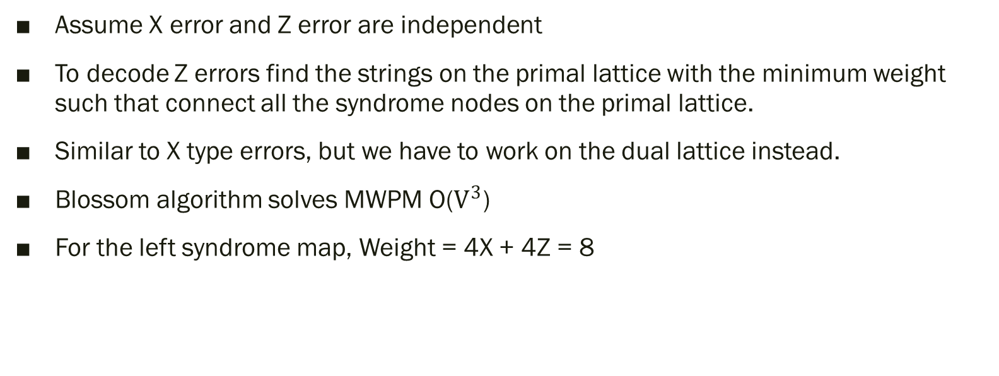 ▪ Assume X error and Z error are independent
▪ To decode Z errors find the strings on the primal lattice with the minimum weight
such that connect all the syndrome nodes on the primal lattice.
▪ Similar to X type errors, but we have to work on the dual lattice instead.
▪ Blossom algorithm solves MWPM O(V³)
▪ For the left syndrome map, Weight = 4X + 4Z = 8